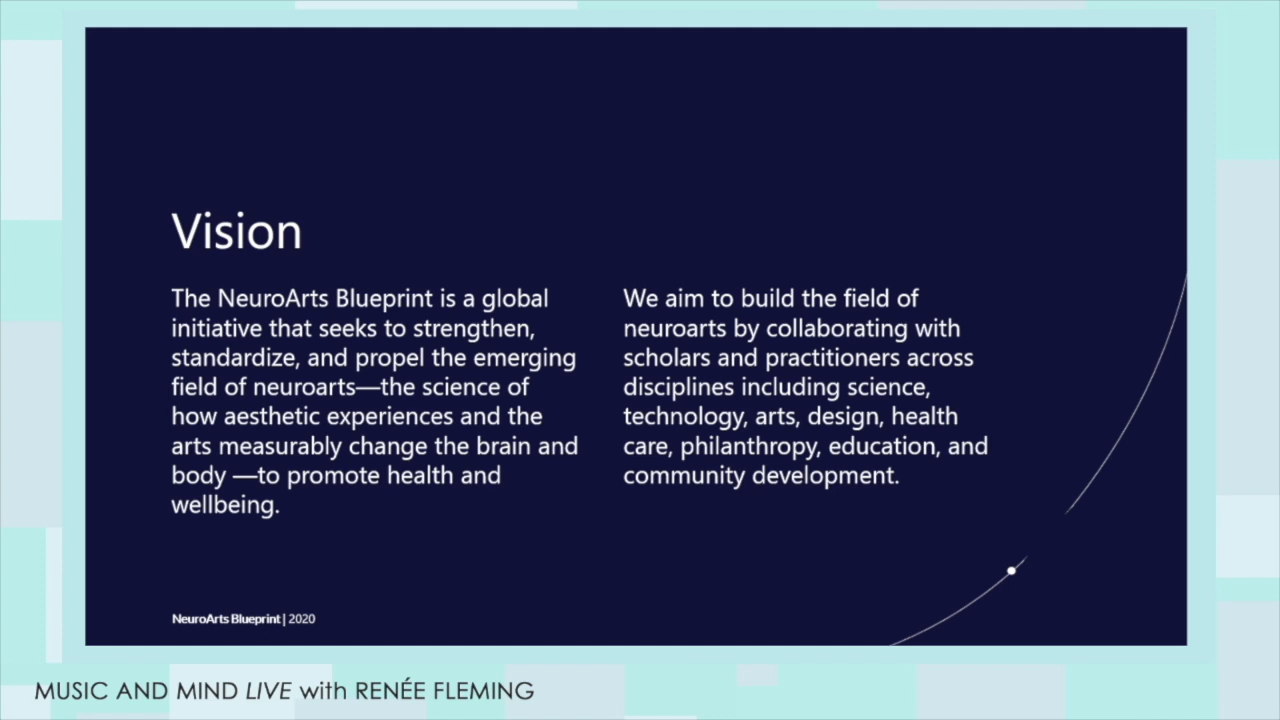 Vision
The NeuroArts Blueprint is a global
initiative that seeks to strengthen,
standardize, and propel the emerging
field of neuroarts—the science of
how aesthetic experiences and the
arts measurably change the brain and
body —to promote health and
wellbeing.
We aim to build the field of
neuroarts by collaborating with
scholars and practitioners across
disciplines including science,
technology, arts, design, health
care, philanthropy, education, and
community development.
NeuroArts Blueprint | 2020
MUSIC AND MIND LIVE with RENÉE FLEMING